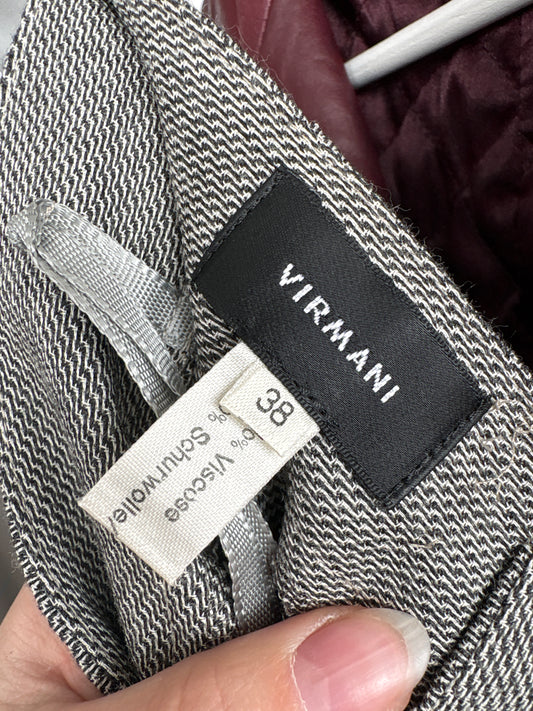 VIRMANI
38
% Viscose
% Schurwolle